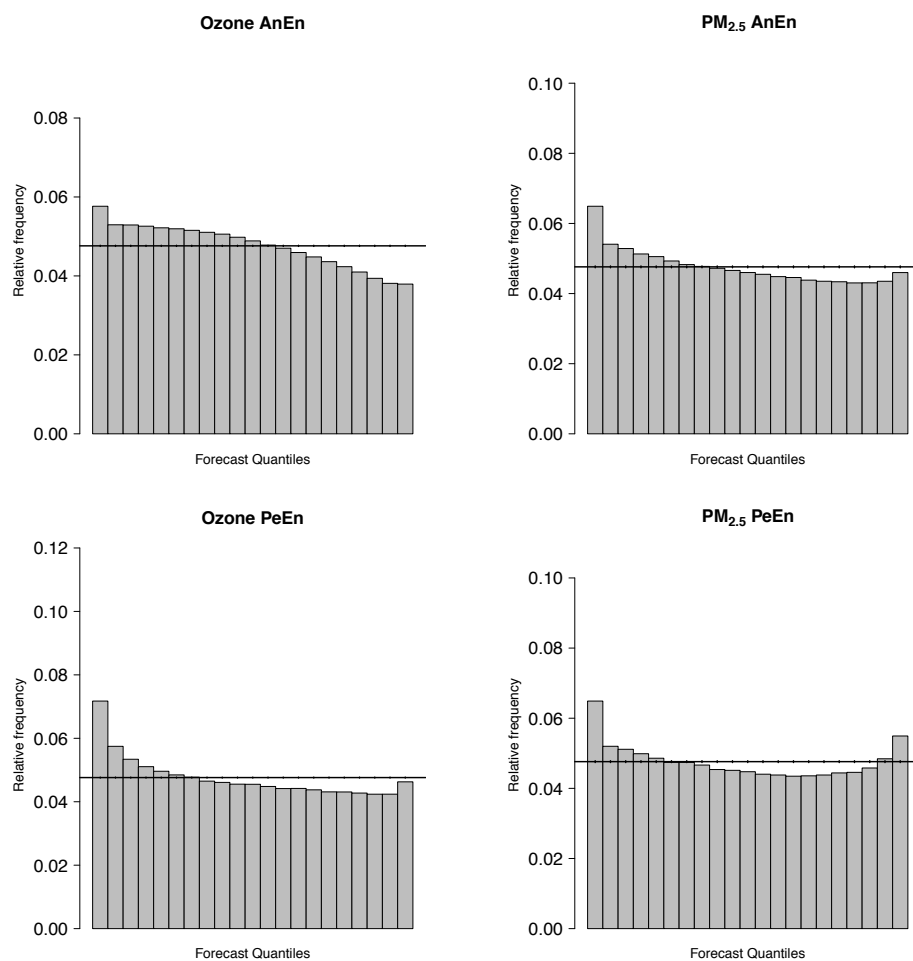 Ozone AnEn
0.08
0.06
0.04
0.02
0.00
Relative frequency
Forecast Quantiles
PM2.5 AnEn
0.10
0.08
0.06
0.04
0.02
0.00
Relative frequency
Forecast Quantiles
Ozone PeEn
0.12
0.10
0.08
0.06
0.04
0.02
0.00
Relative frequency
Forecast Quantiles
PM2.5 PeEn
0.10
0.08
0.06
0.04
0.02
0.00
Relative frequency
Forecast Quantiles